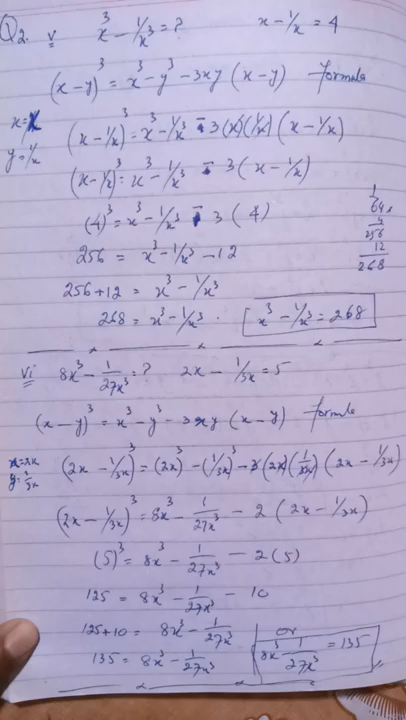 Q2. v x³ - 1/x³ = ? x - 1/x = 4
(x-y)³ = x³ - y³ - 3xy (x-y) formula
x=x
y=1/x
(x-1/x)³ = x³ - 1/x³ - 3(x)(1/x) (x-1/x)
(x-1/x)³ = x³ - 1/x³ - 3(x-1/x)
(4)³ = x³ - 1/x³ - 3(4)
256 = x³ - 1/x³ - 12
256+12 = x³ - 1/x³
268 = x³ - 1/x³ . x³ - 1/x³ = 268
1
64
4
256
12
268
vi 8x³ - 1/27x³ = ? 2x - 1/3x = 5
(x-y)³ = x³ - y³ - 3xy (x-y) formula
x=2x
y=1/3x
(2x - 1/3x)³ = (2x)³ - (1/3x)³ - 3(2x)(1/3x) (2x - 1/3x)
(2x - 1/3x)³ = 8x³ - 1/27x³ - 2 (2x - 1/3x)
(5)³ = 8x³ - 1/27x³ - 2(5)
125 = 8x³ - 1/27x³ - 10
125+10 = 8x³ - 1/27x³
135 = 8x³ - 1/27x³
or
8x³ - 1/27x³ = 135